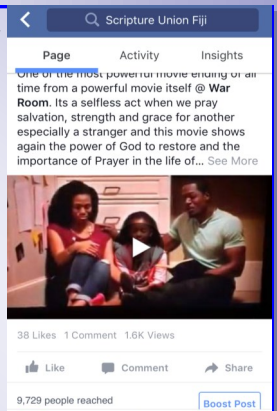 Scripture Union Fiji
Page Activity Insights
One of the most powerful movie ending of all
time from a powerful movie itself @ War
Room. Its a selfless act when we pray
salvation, strength and grace for another
especially a stranger and this movie shows
again the power of God to restore and the
importance of Prayer in the life of... See More
38 Likes 1 Comment 1.6K Views
Like Comment Share
9,729 people reached Boost Post